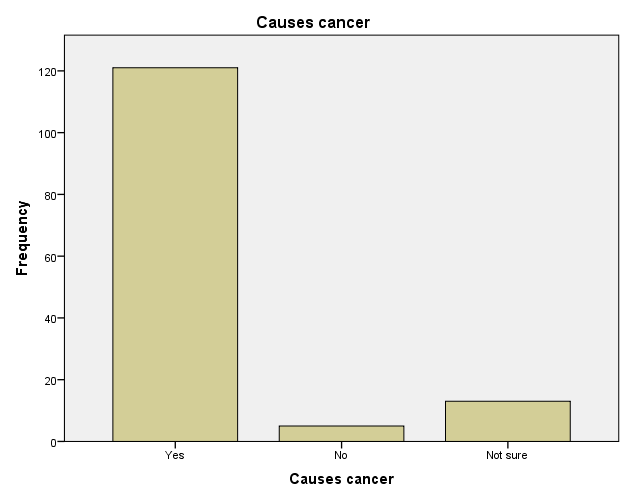 Causes cancer
120
100
80
60
40
20
0
Frequency
Yes
No
Not sure
Causes cancer